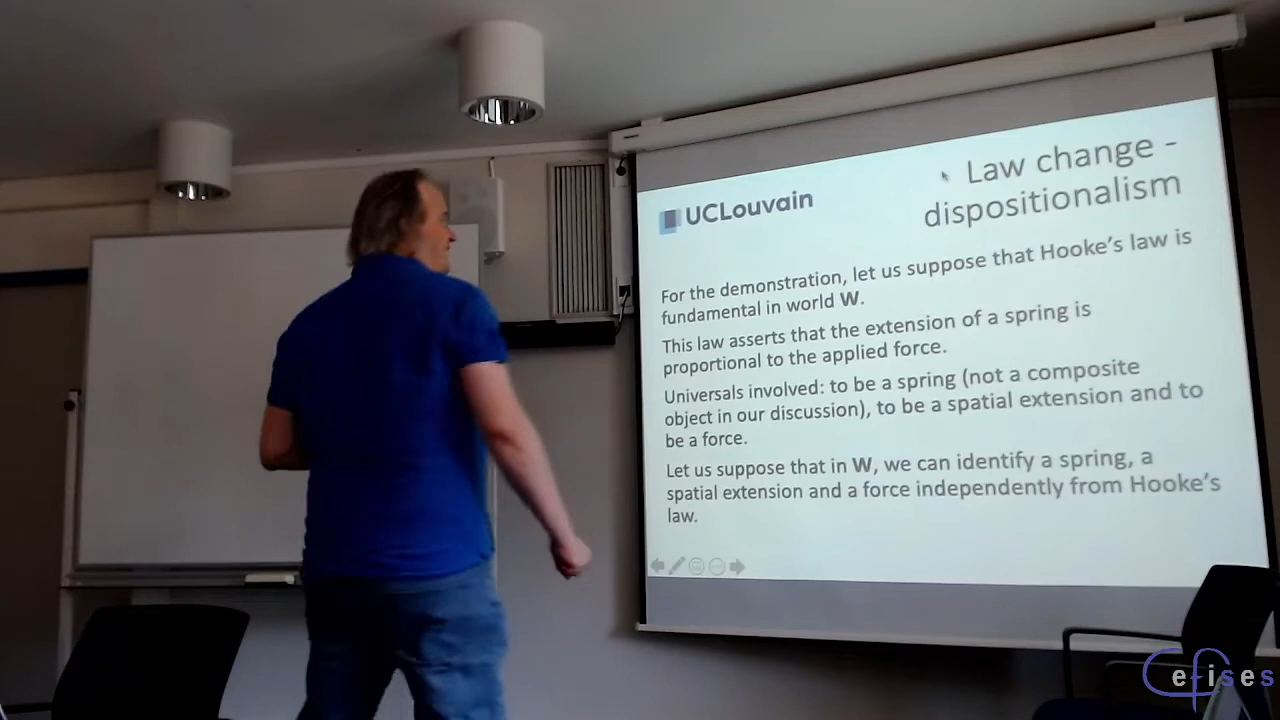 UCLouvain
Law change -
dispositionalism
For the demonstration, let us suppose that Hooke's law is
fundamental in world W.
This law asserts that the extension of a spring is
proportional to the applied force.
Universals involved: to be a spring (not a composite
object in our discussion), to be a spatial extension and to
be a force.
Let us suppose that in W, we can identify a spring, a
spatial extension and a force independently from Hooke's
law.
Cefises